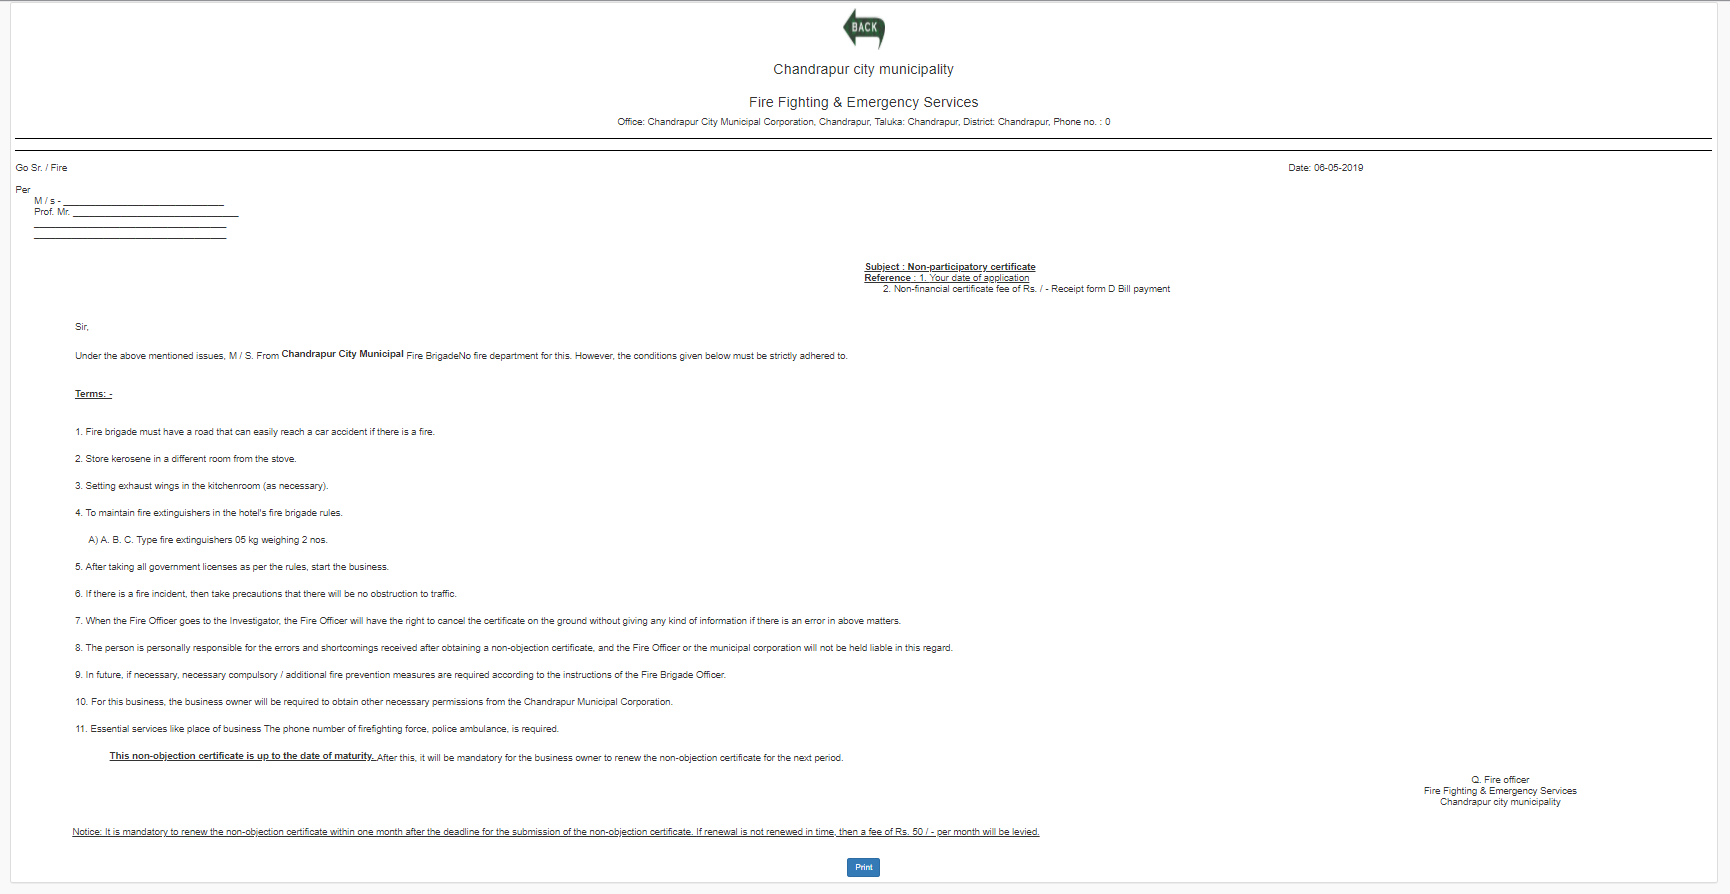 BACK
Chandrapur city municipality
Fire Fighting & Emergency Services
Office: Chandrapur City Municipal Corporation, Chandrapur, Taluka: Chandrapur, District: Chandrapur, Phone no. : 0
Go Sr. / Fire
Date: 06-05-2019
Per
M / s -
Prof. Mr.
Subject : Non-participatory certificate
Reference : 1. Your date of application
2. Non-financial certificate fee of Rs. / - Receipt form D Bill payment
Sir,
Under the above mentioned issues, M / S. From Chandrapur City Municipal Fire BrigadeNo fire department for this. However, the conditions given below must be strictly adhered to.
Terms: -
1. Fire brigade must have a road that can easily reach a car accident if there is a fire.
2. Store kerosene in a different room from the stove.
3. Setting exhaust wings in the kitchenroom (as necessary).
4. To maintain fire extinguishers in the hotel's fire brigade rules.
A) A. B. C. Type fire extinguishers 05 kg weighing 2 nos.
5. After taking all government licenses as per the rules, start the business.
6. If there is a fire incident, then take precautions that there will be no obstruction to traffic.
7. When the Fire Officer goes to the Investigator, the Fire Officer will have the right to cancel the certificate on the ground without giving any kind of information if there is an error in above matters.
8. The person is personally responsible for the errors and shortcomings received after obtaining a non-objection certificate, and the Fire Officer or the municipal corporation will not be held liable in this regard.
9. In future, if necessary, necessary compulsory / additional fire prevention measures are required according to the instructions of the Fire Brigade Officer.
10. For this business, the business owner will be required to obtain other necessary permissions from the Chandrapur Municipal Corporation.
11. Essential services like place of business The phone number of firefighting force, police ambulance, is required.
This non-objection certificate is up to the date of maturity. After this, it will be mandatory for the business owner to renew the non-objection certificate for the next period.
Q. Fire officer
Fire Fighting & Emergency Services
Chandrapur city municipality
Notice: It is mandatory to renew the non-objection certificate within one month after the deadline for the submission of the non-objection certificate. If renewal is not renewed in time, then a fee of Rs. 50 / - per month will be levied.
Print